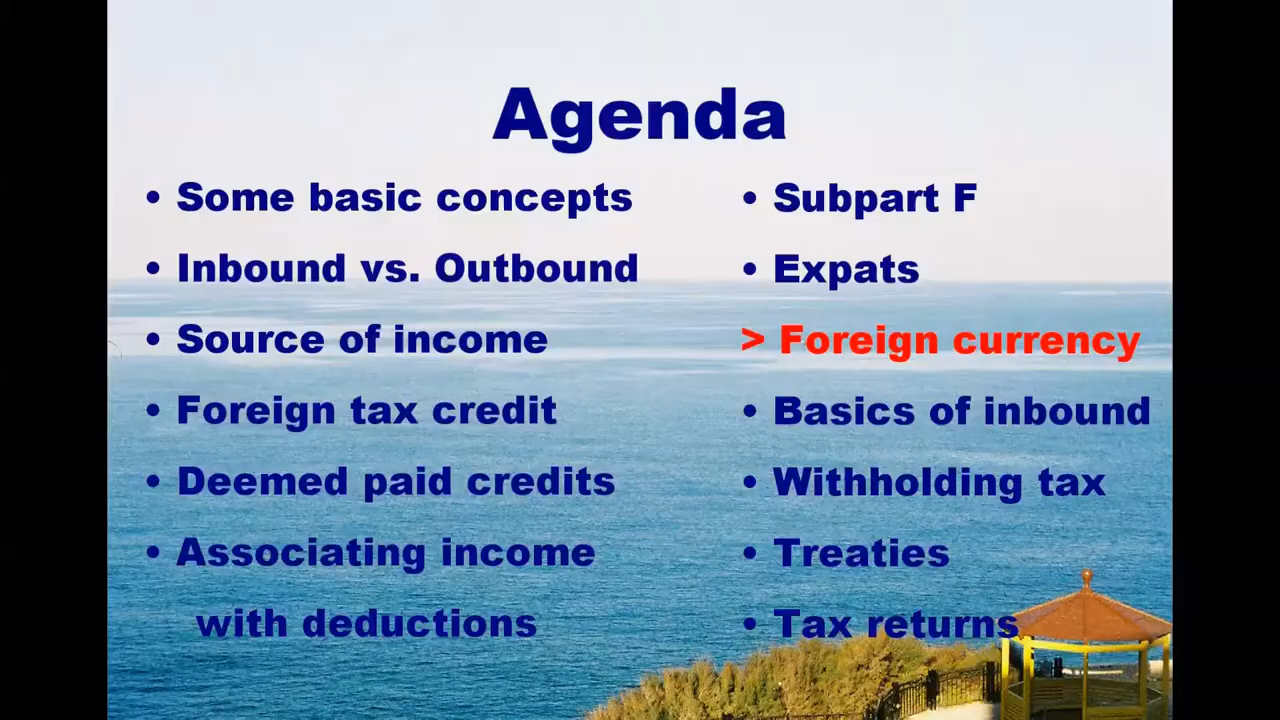 Agenda
• Some basic concepts
• Inbound vs. Outbound
• Source of income
• Foreign tax credit
• Deemed paid credits
• Associating income
with deductions
• Subpart F
• Expats
> Foreign currency
• Basics of inbound
• Withholding tax
• Treaties
• Tax returns